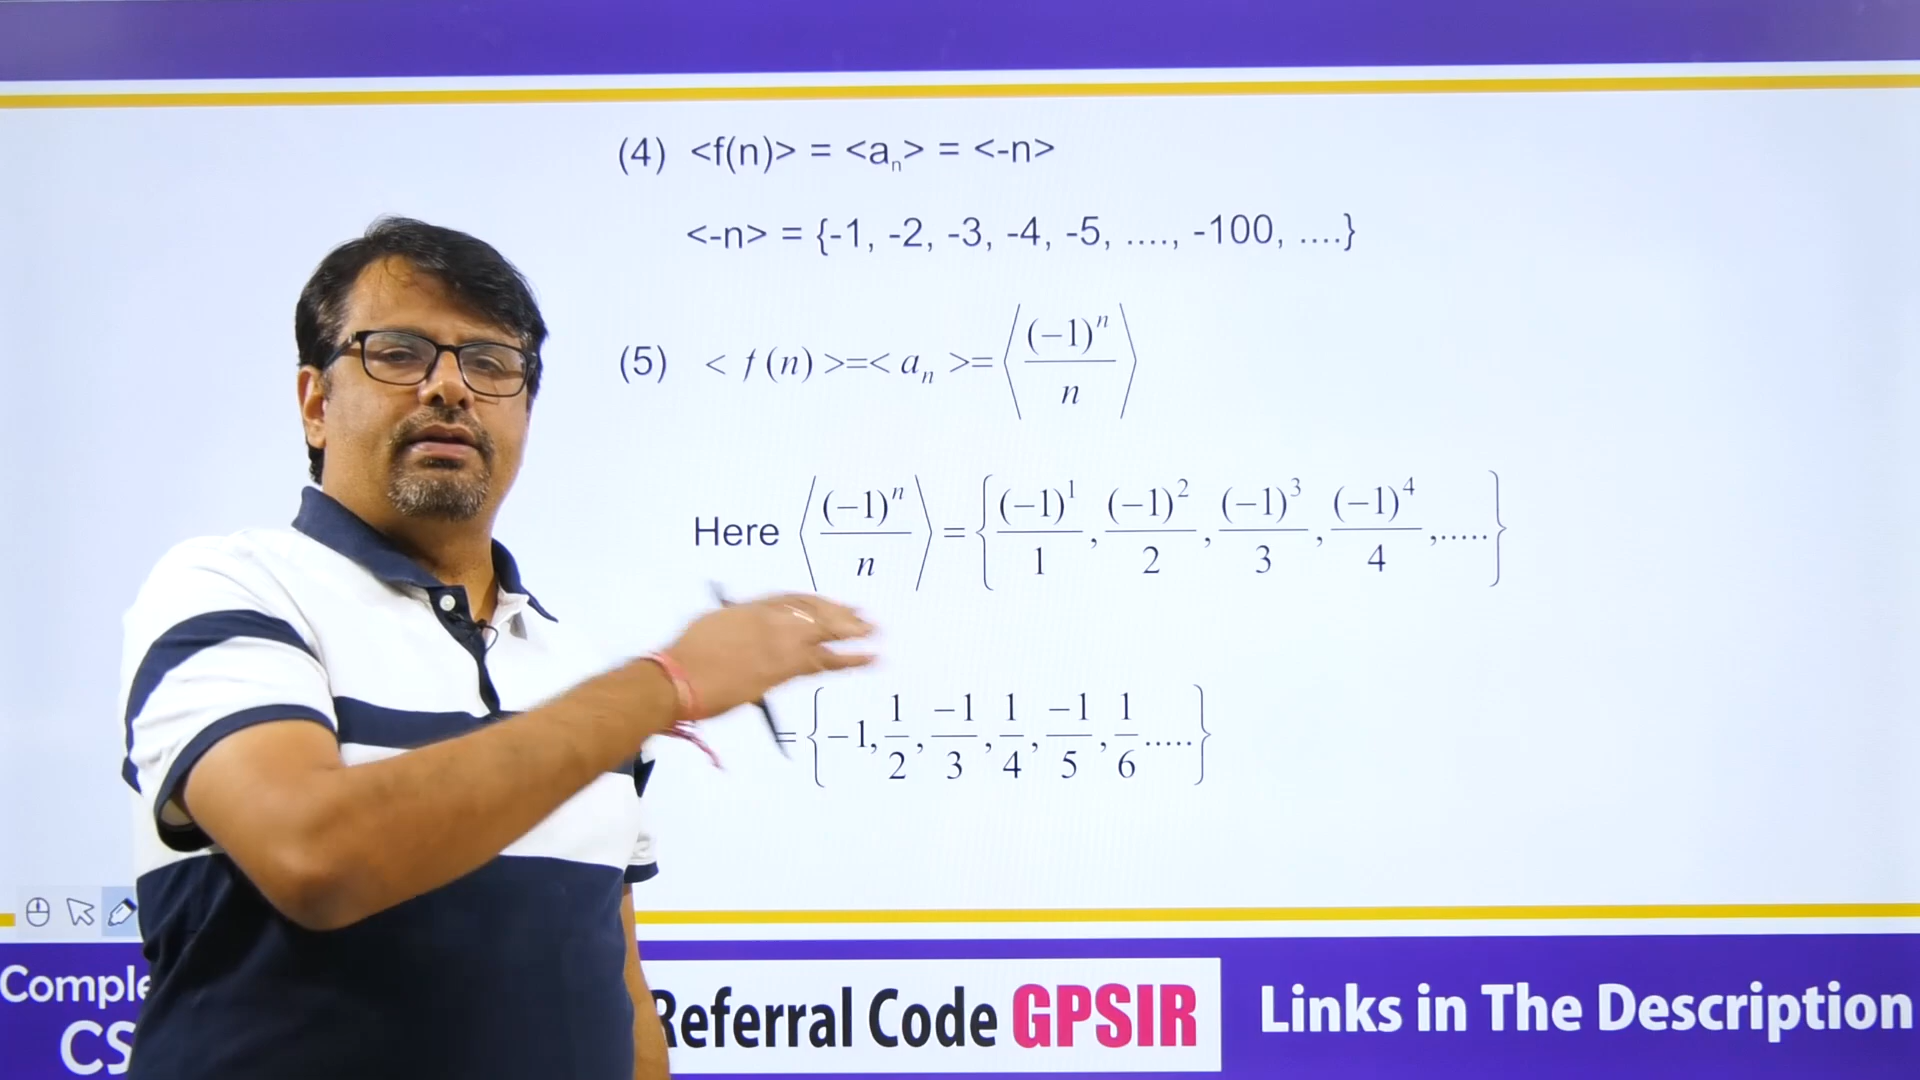 (4) <f(n)> = <aₙ> = <-n>
<-n> = {-1, -2, -3, -4, -5, ...., -100, ....}
(5) < f (n) >=< aₙ >= ⟨(−1)ⁿ/n⟩
Here ⟨(−1)ⁿ/n⟩ = {(−1)¹/1, (−1)²/2, (−1)³/3, (−1)⁴/4, .....}
= {−1, 1/2, −1/3, 1/4, −1/5, 1/6 .....}
Referral Code GPSIR
Links in The Description